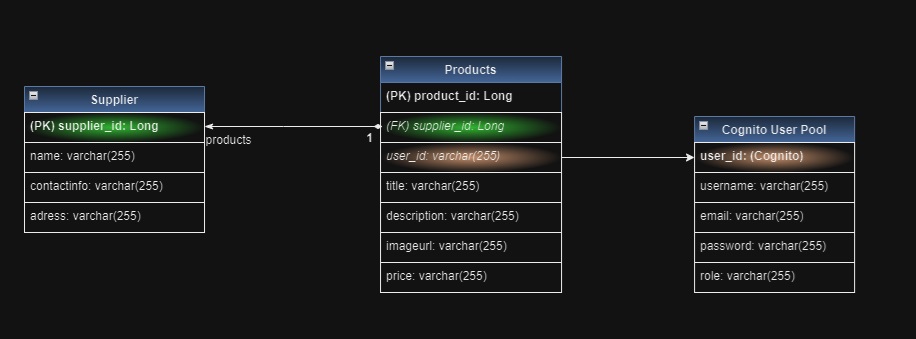 Supplier
(PK) supplier_id: Long
name: varchar(255)
contactinfo: varchar(255)
adress: varchar(255)
products
1
Products
(PK) product_id: Long
(FK) supplier_id: Long
user_id: varchar(255)
title: varchar(255)
description: varchar(255)
imageurl: varchar(255)
price: varchar(255)
Cognito User Pool
user_id: (Cognito)
username: varchar(255)
email: varchar(255)
password: varchar(255)
role: varchar(255)